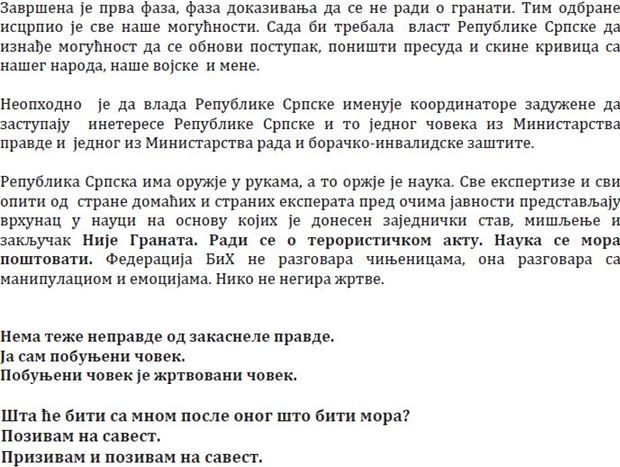 Завршена је прва фаза, фаза доказивања да се не ради о гранати. Тим одбране
исцрпио је све наше могућности. Сада би требала власт Републике Српске да
изнађе могућност да се обнови поступак, поништи пресуда и скине кривица са
нашег народа, наше војске и мене.
Неопходно је да влада Републике Српске именује координаторе задужене да
заступају инетересе Републике Српске и то једног човека из Министарства
правде и једног из Министарства рада и борачко-инвалидске заштите.
Република Српска има оружје у рукама, а то оржје је наука. Све експертизе и сви
опити од стране домаћих и страних експерата пред очима јавности представљају
врхунац у науци на основу којих је донесен заједнички став, мишљење и
закључак Није Граната. Ради се о терористичком акту. Наука се мора
поштовати. Федерација БиХ не разговара чињеницама, она разговара са
манипулациом и емоцијама. Нико не негира жртве.
Нема теже неправде од закаснеле правде.
Ја сам побуњени човек.
Побуњени човек је жртвовани човек.
Шта ће бити са мном после оног што бити мора?
Позивам на савест.
Призивам и позивам на савест.